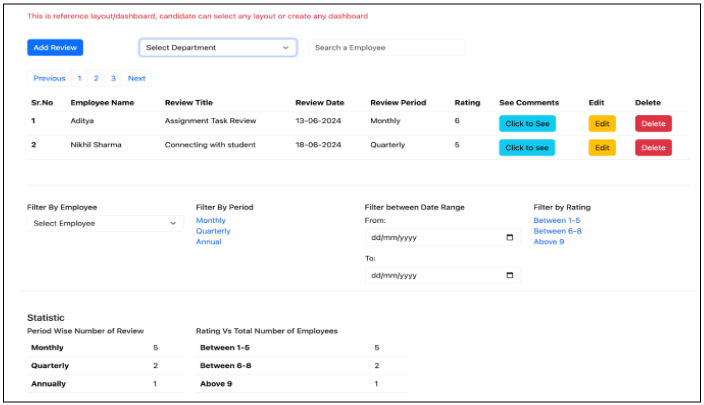 This is reference layout/dashboard, candidate can select any layout or create any dashboard
Add Review Select Department Search a Employee
Previous 1 2 3 Next
Sr.No Employee Name Review Title Review Date Review Period Rating See Comments Edit Delete
1 Aditya Assignment Task Review 13-06-2024 Monthly 6 Click to See Edit Delete
2 Nikhil Sharma Connecting with student 18-06-2024 Quarterly 5 Click to see Edit Delete
Filter By Employee Filter By Period Filter between Date Range Filter by Rating
Select Employee Monthly From: Between 1-5
Quarterly dd/mm/yyyy Between 6-8
Annual Above 9
To:
dd/mm/yyyy
Statistic
Period Wise Number of Review Rating Vs Total Number of Employees
Monthly 5 Between 1-5 5
Quarterly 2 Between 6-8 2
Annually 1 Above 9 1